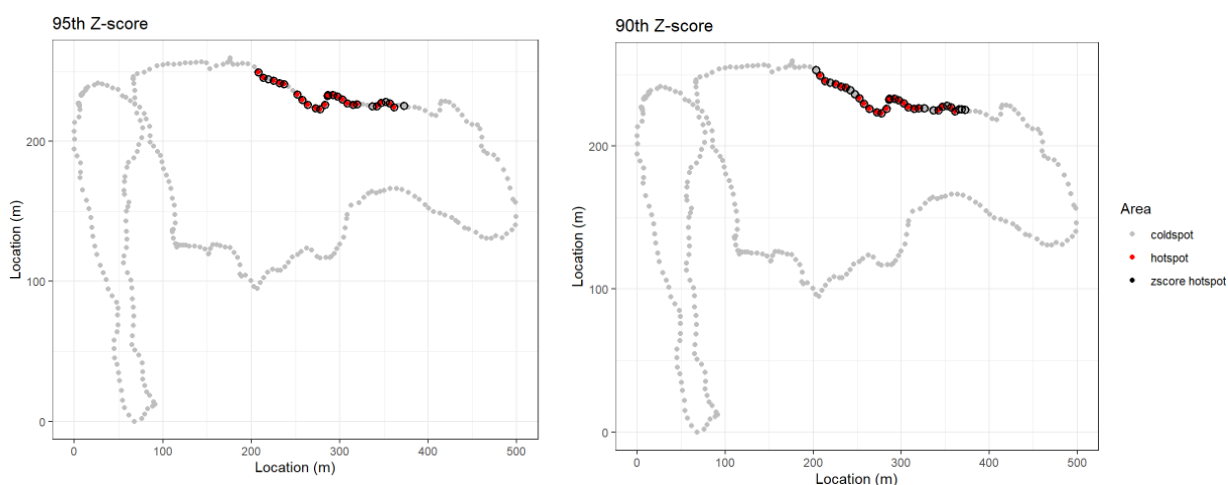 95th Z-score
200
100
0
Location (m)
0
100
200
300
400
500
Location (m)
90th Z-score
200
100
0
Location (m)
0
100
200
300
400
500
Location (m)
Area
coldspot
hotspot
zscore hotspot